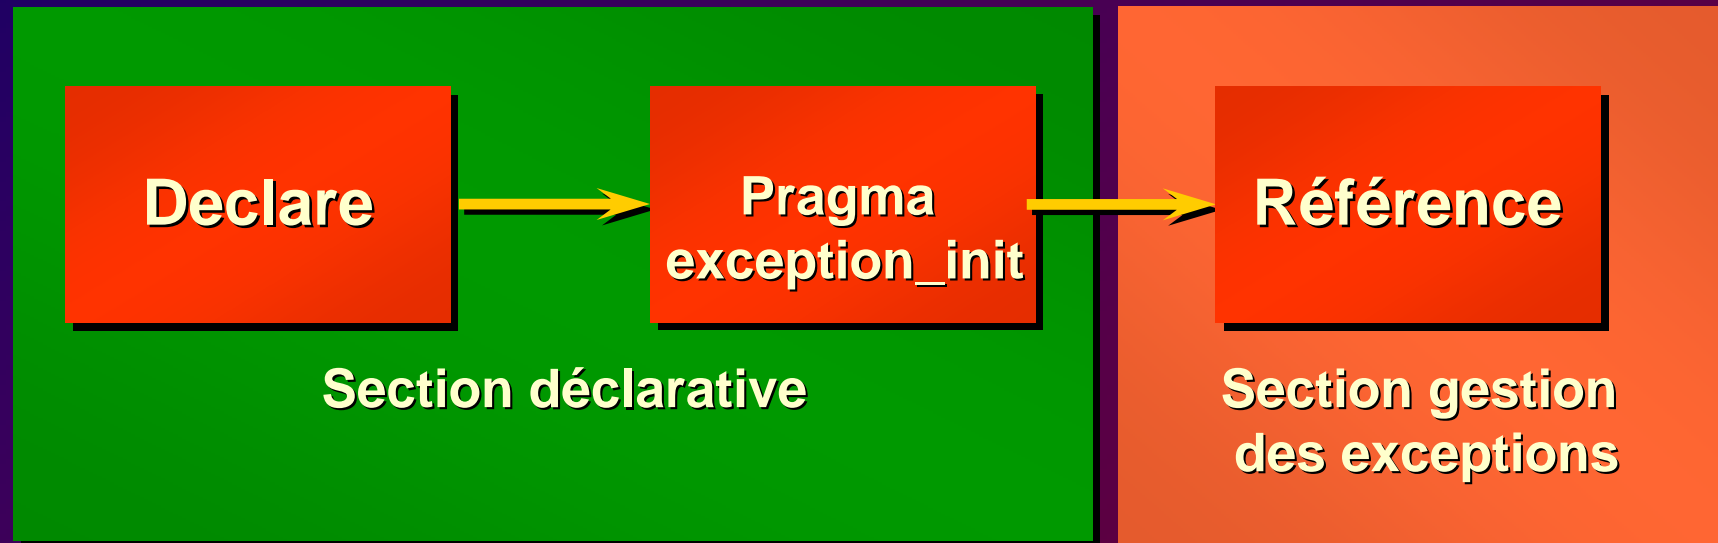 Declare
Pragma
exception_init
Référence
Section déclarative
Section gestion
des exceptions